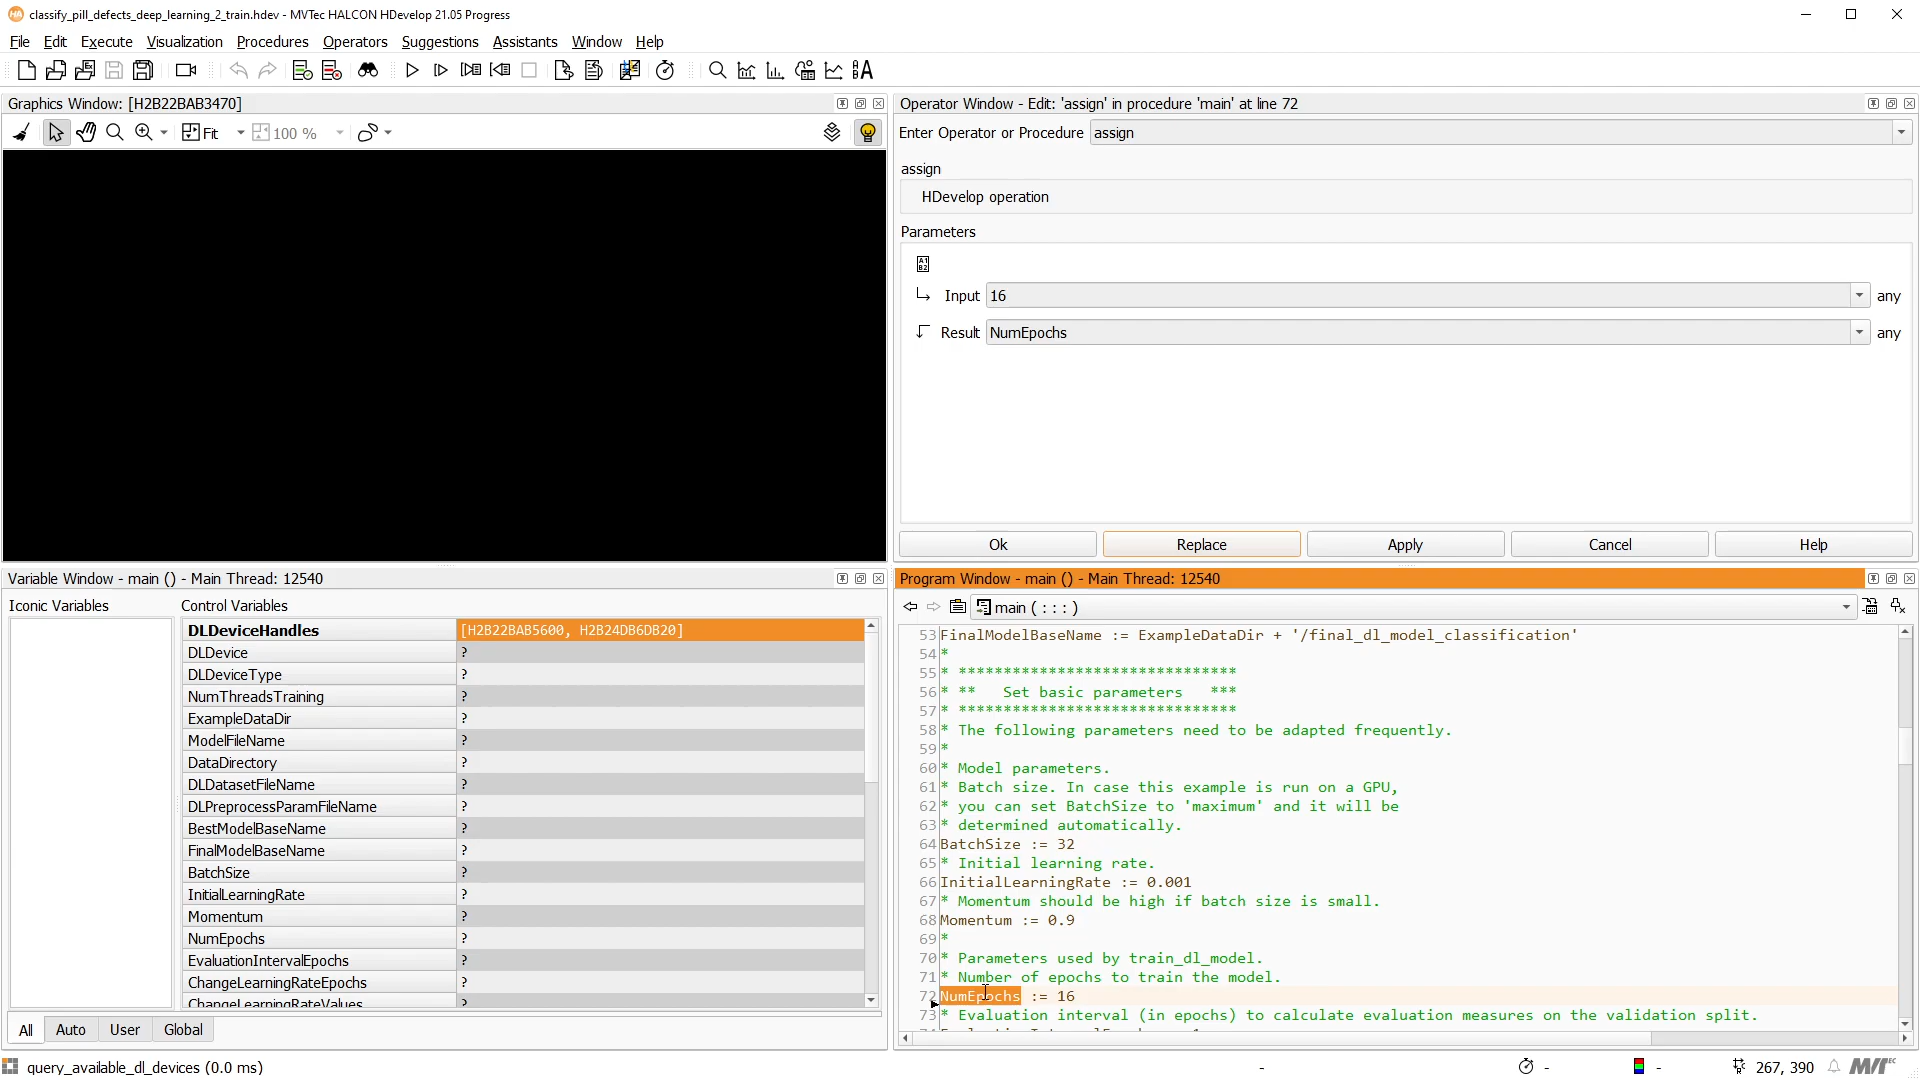 classify_pill_defects_deep_learning_2_train.hdev - MVTec HALCON HDevelop 21.05 Progress
File Edit Execute Visualization Procedures Operators Suggestions Assistants Window Help
Graphics Window: [H2B22BAB3470]
Fit 100 %
Operator Window - Edit: 'assign' in procedure 'main' at line 72
Enter Operator or Procedure assign
assign
HDevelop operation
Parameters
Input 16 any
Result NumEpochs any
Ok Replace Apply Cancel Help
Variable Window - main () - Main Thread: 12540
Iconic Variables Control Variables
DLDeviceHandles [H2B22BAB5600, H2B24DB6DB20]
DLDevice ?
DLDeviceType ?
NumThreadsTraining ?
ExampleDataDir ?
ModelFileName ?
DataDirectory ?
DLDatasetFileName ?
DLPreprocessParamFileName ?
BestModelBaseName ?
FinalModelBaseName ?
BatchSize ?
InitialLearningRate ?
Momentum ?
NumEpochs ?
EvaluationIntervalEpochs ?
ChangeLearningRateEpochs ?
ChangeLearningRateValues ?
All Auto User Global
Program Window - main () - Main Thread: 12540
main ( : : : )
53 FinalModelBaseName := ExampleDataDir + '/final_dl_model_classification'
54 *
55 * *******************************
56 * ** Set basic parameters ***
57 * *******************************
58 * The following parameters need to be adapted frequently.
59 *
60 * Model parameters.
61 * Batch size. In case this example is run on a GPU,
62 * you can set BatchSize to 'maximum' and it will be
63 * determined automatically.
64 BatchSize := 32
65 * Initial learning rate.
66 InitialLearningRate := 0.001
67 * Momentum should be high if batch size is small.
68 Momentum := 0.9
69 *
70 * Parameters used by train_dl_model.
71 * Number of epochs to train the model.
72 NumEpochs := 16
73 * Evaluation interval (in epochs) to calculate evaluation measures on the validation split.
query_available_dl_devices (0.0 ms) - - - 267, 390 MVTEC